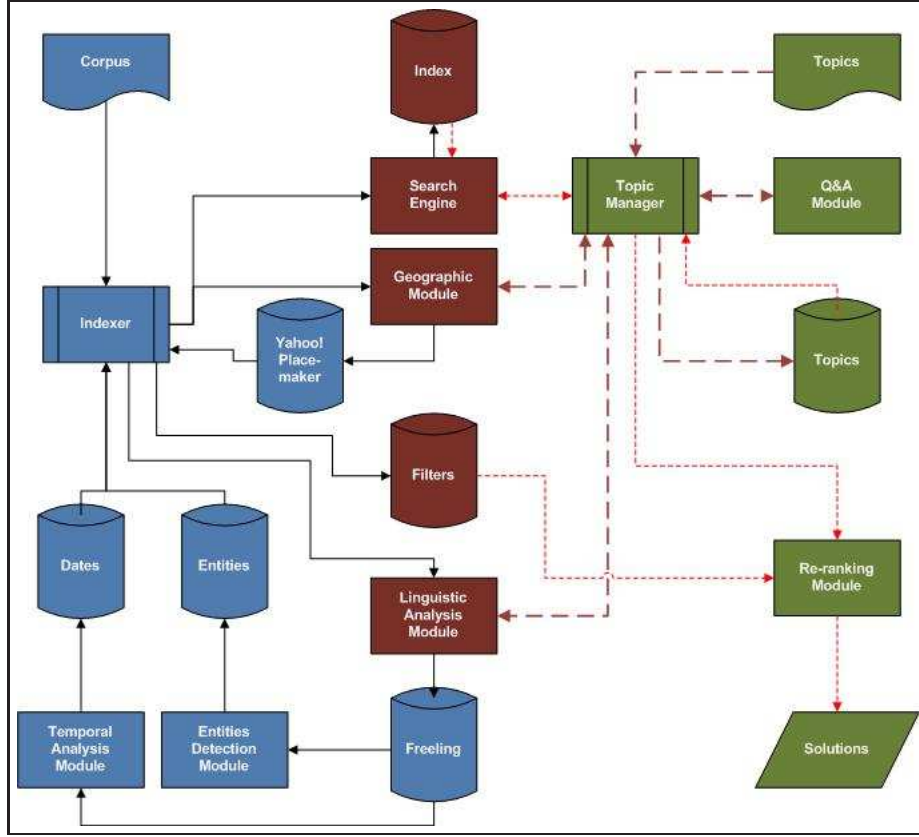 Corpus
Index
Topics
Search
Engine
Topic
Manager
Q&A
Module
Geographic
Module
Indexer
Yahoo!
Place-
maker
Topics
Filters
Dates
Entities
Linguistic
Analysis
Module
Re-ranking
Module
Temporal
Analysis
Module
Entities
Detection
Module
Freeling
Solutions